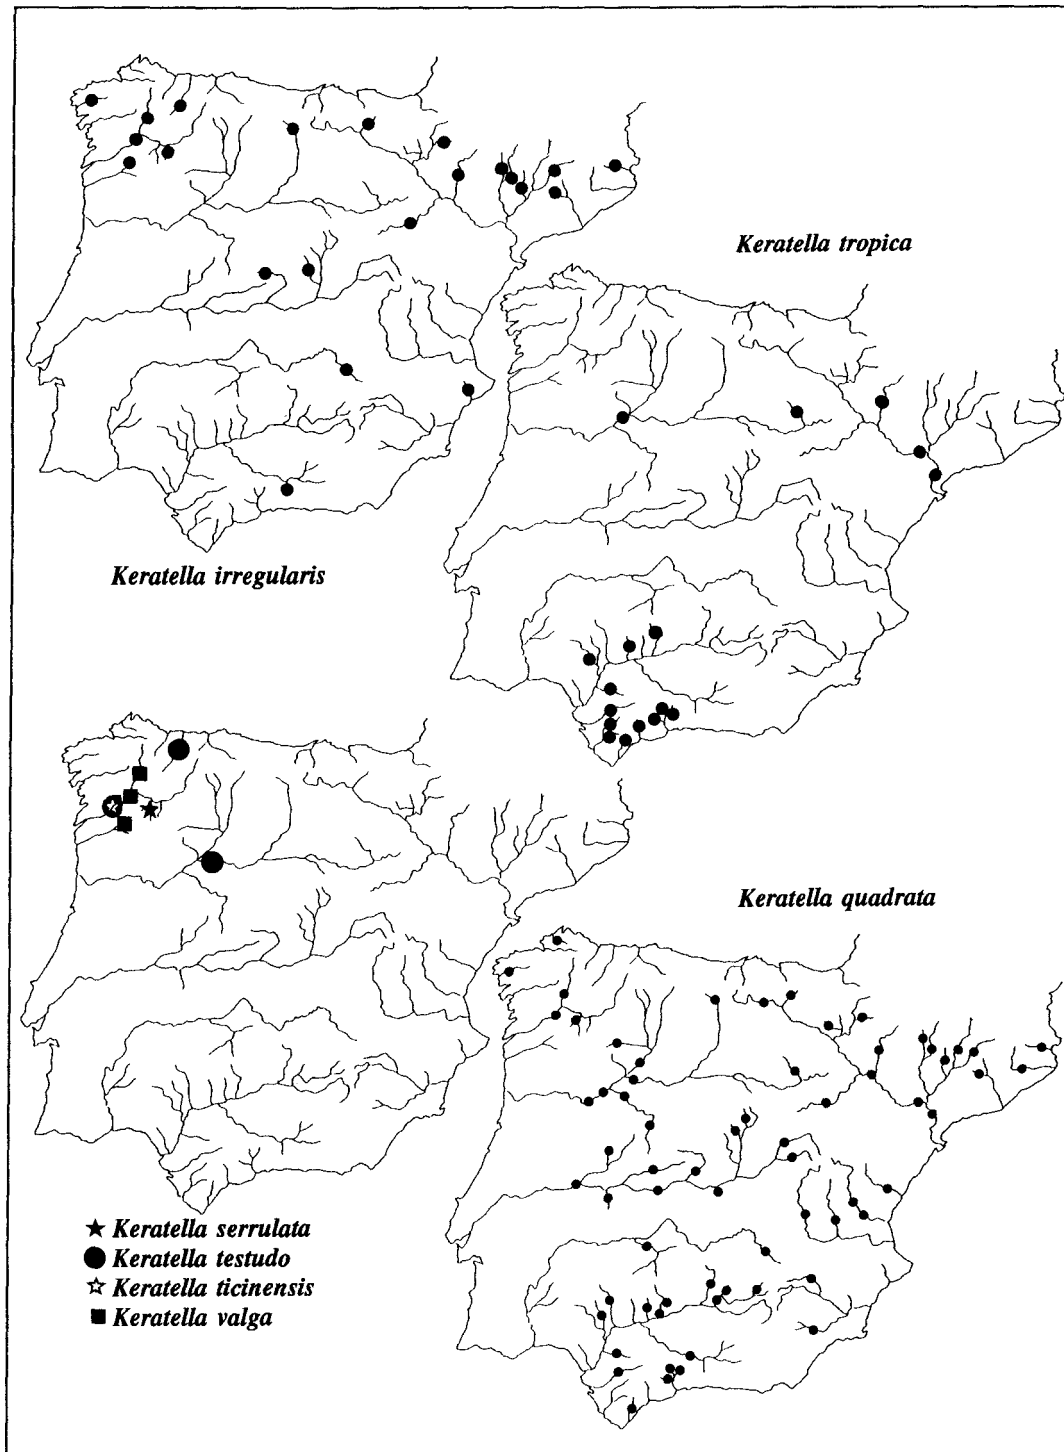 Keratella tropica
Keratella irregularis
Keratella quadrata
Keratella serrulata
Keratella testudo
Keratella ticinensis
Keratella valga